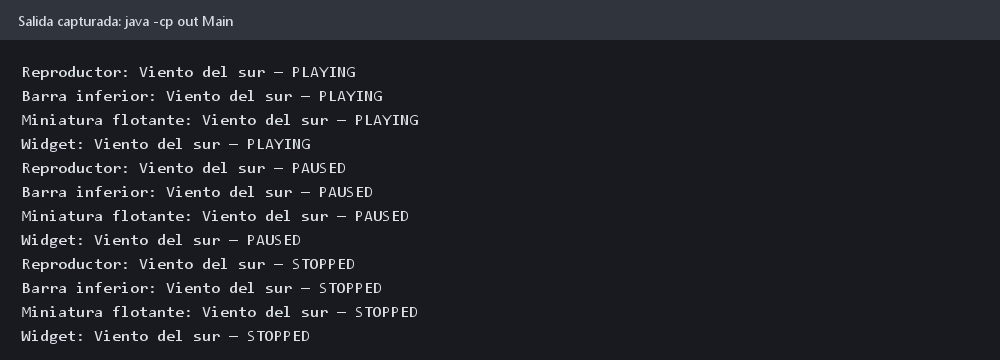 Salida capturada: java -cp out Main
Reproductor: Viento del sur — PLAYING
Barra inferior: Viento del sur — PLAYING
Miniatura flotante: Viento del sur — PLAYING
Widget: Viento del sur — PLAYING
Reproductor: Viento del sur — PAUSED
Barra inferior: Viento del sur — PAUSED
Miniatura flotante: Viento del sur — PAUSED
Widget: Viento del sur — PAUSED
Reproductor: Viento del sur — STOPPED
Barra inferior: Viento del sur — STOPPED
Miniatura flotante: Viento del sur — STOPPED
Widget: Viento del sur — STOPPED